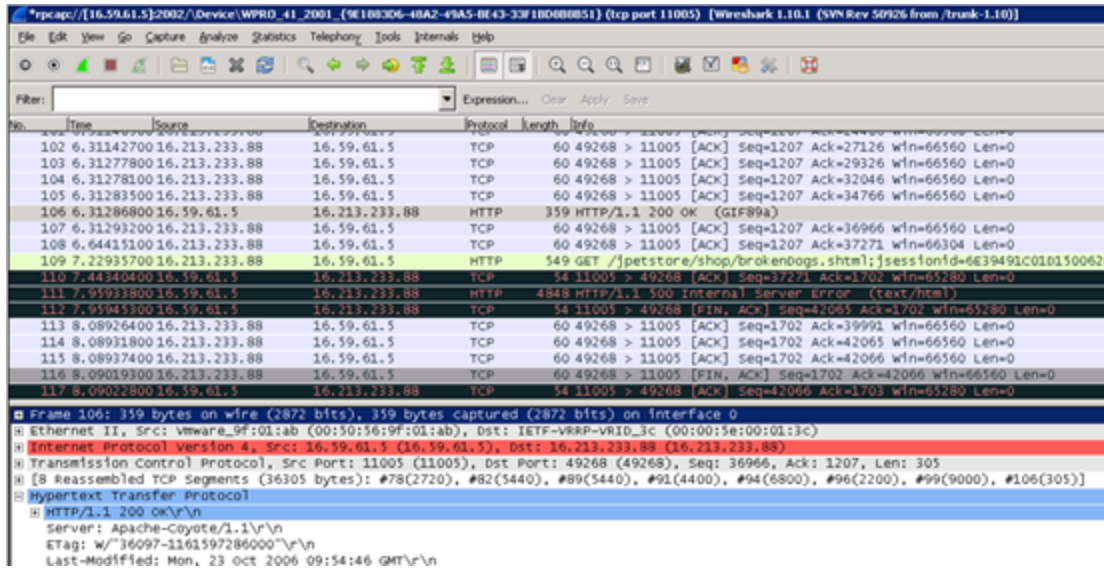 *rpcap://[16.59.61.5]:2002/\Device\WPRO_41_2001_{9E1BB3D6-48A2-49A5-8E43-33F1BD8B8B51} (tcp port 11005) [Wireshark 1.10.1 (SVN Rev 50926 from /trunk-1.10)]
File Edit View Go Capture Analyze Statistics Telephony Tools Internals Help
Filter: Expression... Clear Apply Save
No. Time Source Destination Protocol Length Info
102 6.31142700 16.213.233.88 16.59.61.5 TCP 60 49268 > 11005 [ACK] Seq=1207 Ack=27126 Win=66560 Len=0
103 6.31277800 16.213.233.88 16.59.61.5 TCP 60 49268 > 11005 [ACK] Seq=1207 Ack=29326 Win=66560 Len=0
104 6.31278100 16.213.233.88 16.59.61.5 TCP 60 49268 > 11005 [ACK] Seq=1207 Ack=32046 Win=66560 Len=0
105 6.31283500 16.213.233.88 16.59.61.5 TCP 60 49268 > 11005 [ACK] Seq=1207 Ack=34766 Win=66560 Len=0
106 6.31286800 16.59.61.5 16.213.233.88 HTTP 359 HTTP/1.1 200 OK (GIF89a)
107 6.31293200 16.213.233.88 16.59.61.5 TCP 60 49268 > 11005 [ACK] Seq=1207 Ack=36966 Win=66560 Len=0
108 6.64415100 16.213.233.88 16.59.61.5 TCP 60 49268 > 11005 [ACK] Seq=1207 Ack=37271 Win=66304 Len=0
109 7.22935700 16.213.233.88 16.59.61.5 HTTP 549 GET /jpetstore/shop/brokenDogs.shtml;jsessionid=6E39491C01D150062
110 7.44340400 16.59.61.5 16.213.233.88 TCP 54 11005 > 49268 [ACK] Seq=37271 Ack=1702 Win=65280 Len=0
111 7.95933800 16.59.61.5 16.213.233.88 HTTP 4848 HTTP/1.1 500 Internal Server Error (text/html)
112 7.95945300 16.59.61.5 16.213.233.88 TCP 54 11005 > 49268 [FIN, ACK] Seq=42065 Ack=1702 Win=65280 Len=0
113 8.08926400 16.213.233.88 16.59.61.5 TCP 60 49268 > 11005 [ACK] Seq=1702 Ack=39991 Win=66560 Len=0
114 8.08931800 16.213.233.88 16.59.61.5 TCP 60 49268 > 11005 [ACK] Seq=1702 Ack=42065 Win=66560 Len=0
115 8.08937400 16.213.233.88 16.59.61.5 TCP 60 49268 > 11005 [ACK] Seq=1702 Ack=42066 Win=66560 Len=0
116 8.09019300 16.213.233.88 16.59.61.5 TCP 60 49268 > 11005 [FIN, ACK] Seq=1702 Ack=42066 Win=66560 Len=0
117 8.09022800 16.59.61.5 16.213.233.88 TCP 54 11005 > 49268 [ACK] Seq=42066 Ack=1703 Win=65280 Len=0
Frame 106: 359 bytes on wire (2872 bits), 359 bytes captured (2872 bits) on interface 0
Ethernet II, Src: Vmware_9f:01:ab (00:50:56:9f:01:ab), Dst: IETF-VRRP-VRID_3c (00:00:5e:00:01:3c)
Internet Protocol Version 4, Src: 16.59.61.5 (16.59.61.5), Dst: 16.213.233.88 (16.213.233.88)
Transmission Control Protocol, Src Port: 11005 (11005), Dst Port: 49268 (49268), Seq: 36966, Ack: 1207, Len: 305
[8 Reassembled TCP Segments (36305 bytes): #78(2720), #82(5440), #89(5440), #91(4400), #94(6800), #96(2200), #99(9000), #106(305)]
Hypertext Transfer Protocol
HTTP/1.1 200 OK\r\n
Server: Apache-Coyote/1.1\r\n
ETag: W/"36097-1161597286000"\r\n
Last-Modified: Mon, 23 Oct 2006 09:54:46 GMT\r\n